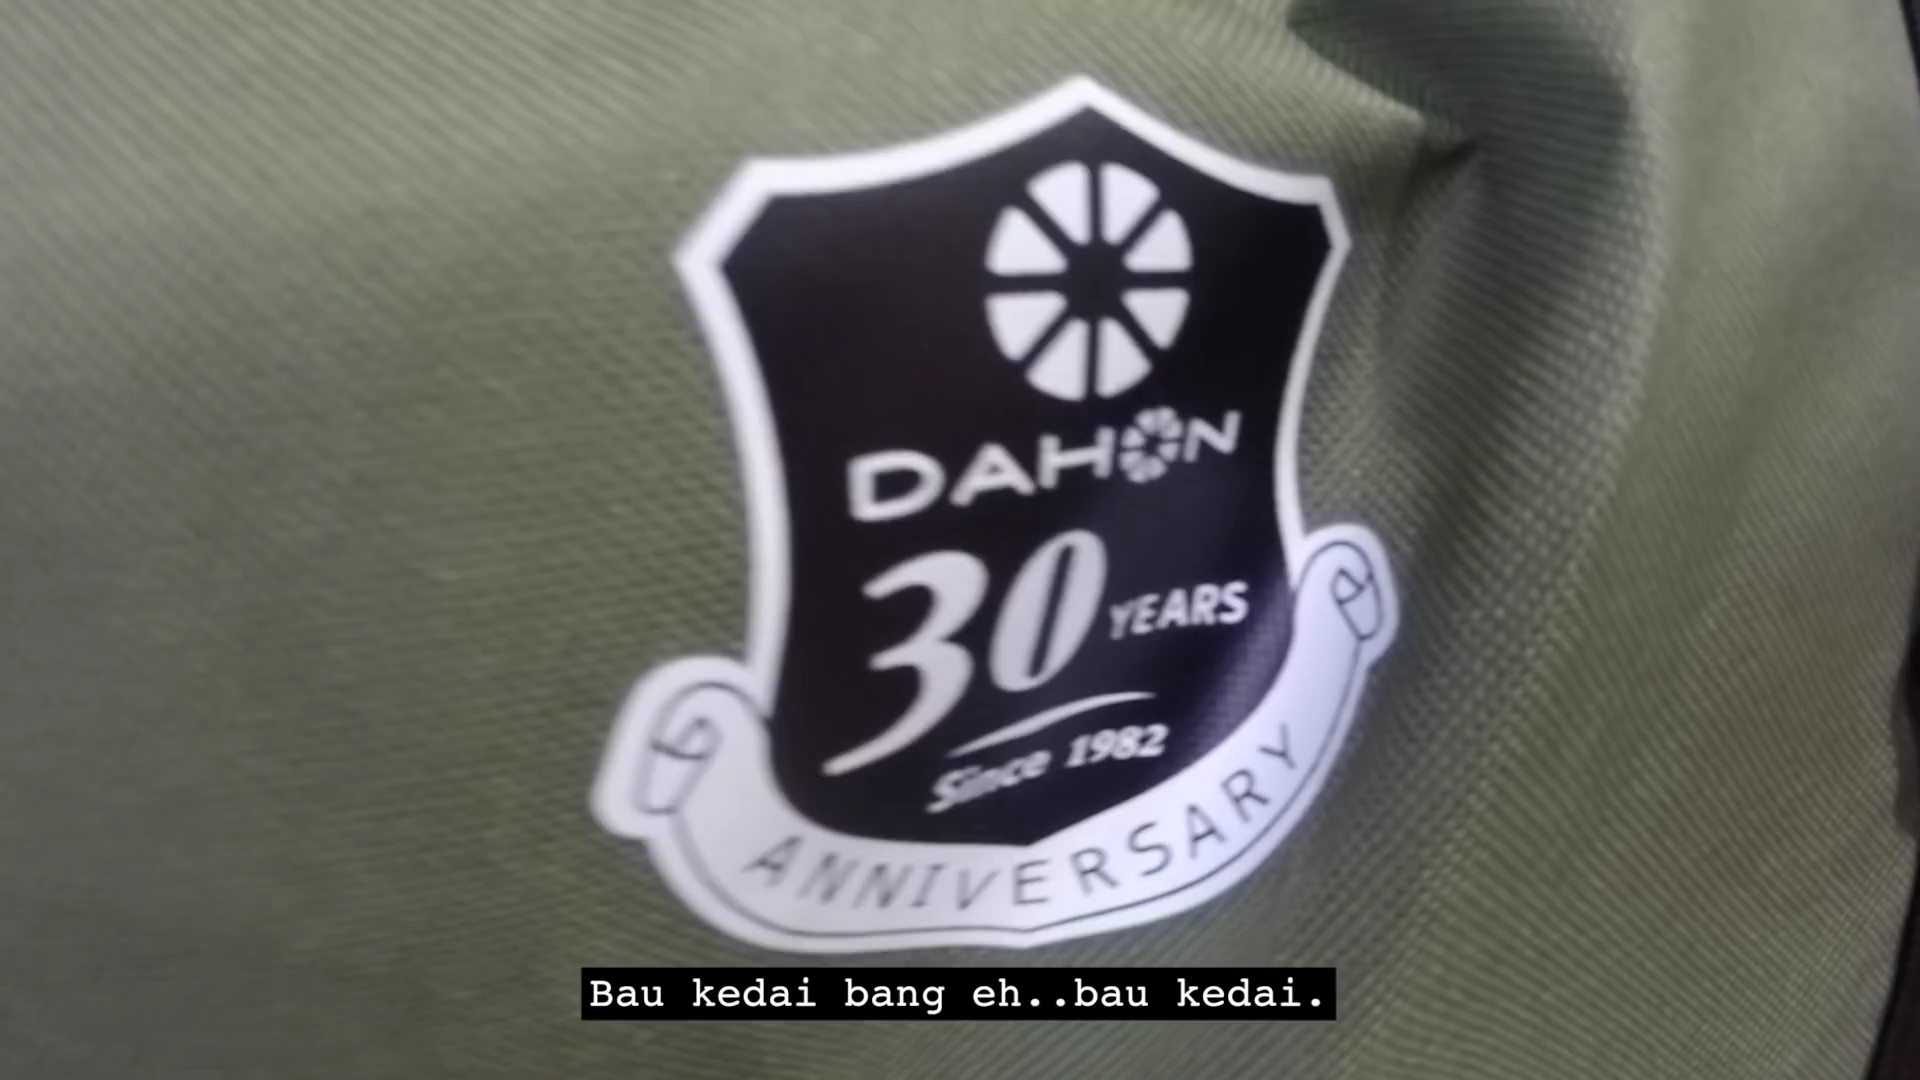 DAHON
30 YEARS
Since 1982
ANNIVERSARY
Bau kedai bang eh..bau kedai.